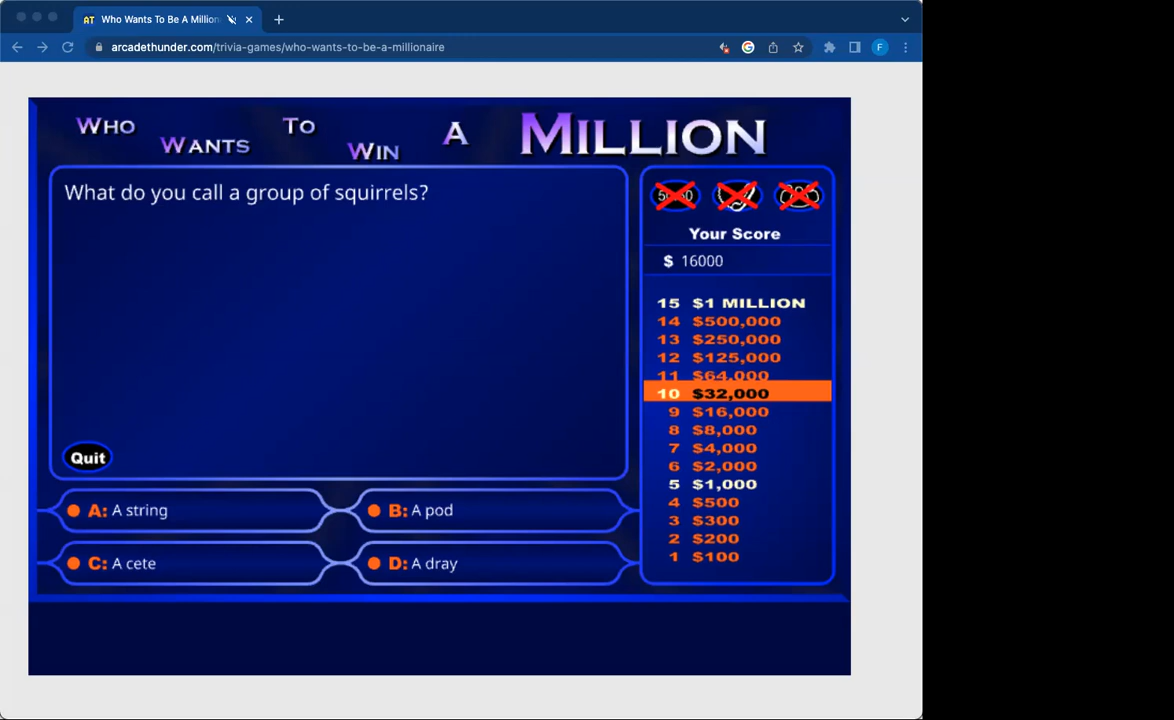 Who Wants To Be A Million
arcadethunder.com/trivia-games/who-wants-to-be-a-millionaire
F
WHO WANTS TO WIN A MILLION
What do you call a group of squirrels?
50:50
Your Score
$ 16000
15 $1 MILLION
14 $500,000
13 $250,000
12 $125,000
11 $64,000
10 $32,000
9 $16,000
8 $8,000
7 $4,000
6 $2,000
5 $1,000
4 $500
3 $300
2 $200
1 $100
Quit
A: A string
B: A pod
C: A cete
D: A dray